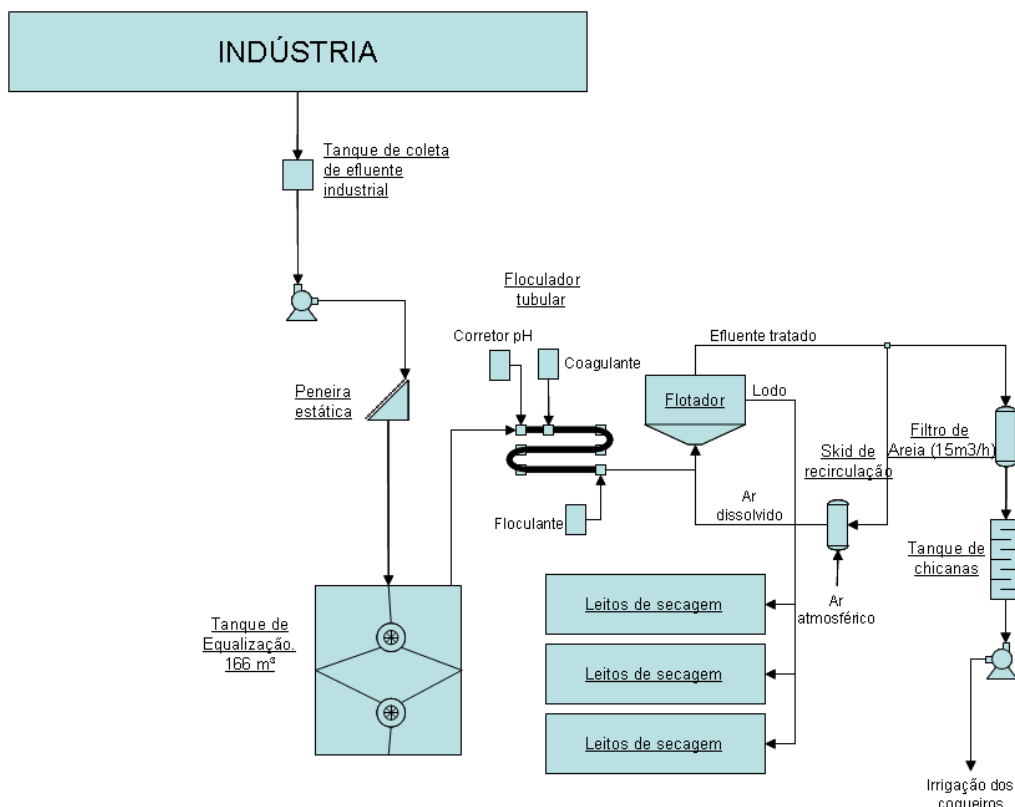 INDÚSTRIA
Tanque de coleta
de efluente
industrial
Floculador
tubular
Corretor pH
Coagulante
Efluente tratado
Peneira
estática
Flotador
Lodo
Filtro de
Areia (15m3/h)
Skid de
recirculação
Ar
dissolvido
Floculante
Tanque de
chicanas
Ar
atmosférico
Leitos de secagem
Tanque de
Equalização.
166 m³
Leitos de secagem
Leitos de secagem
Irrigação dos
coqueiros